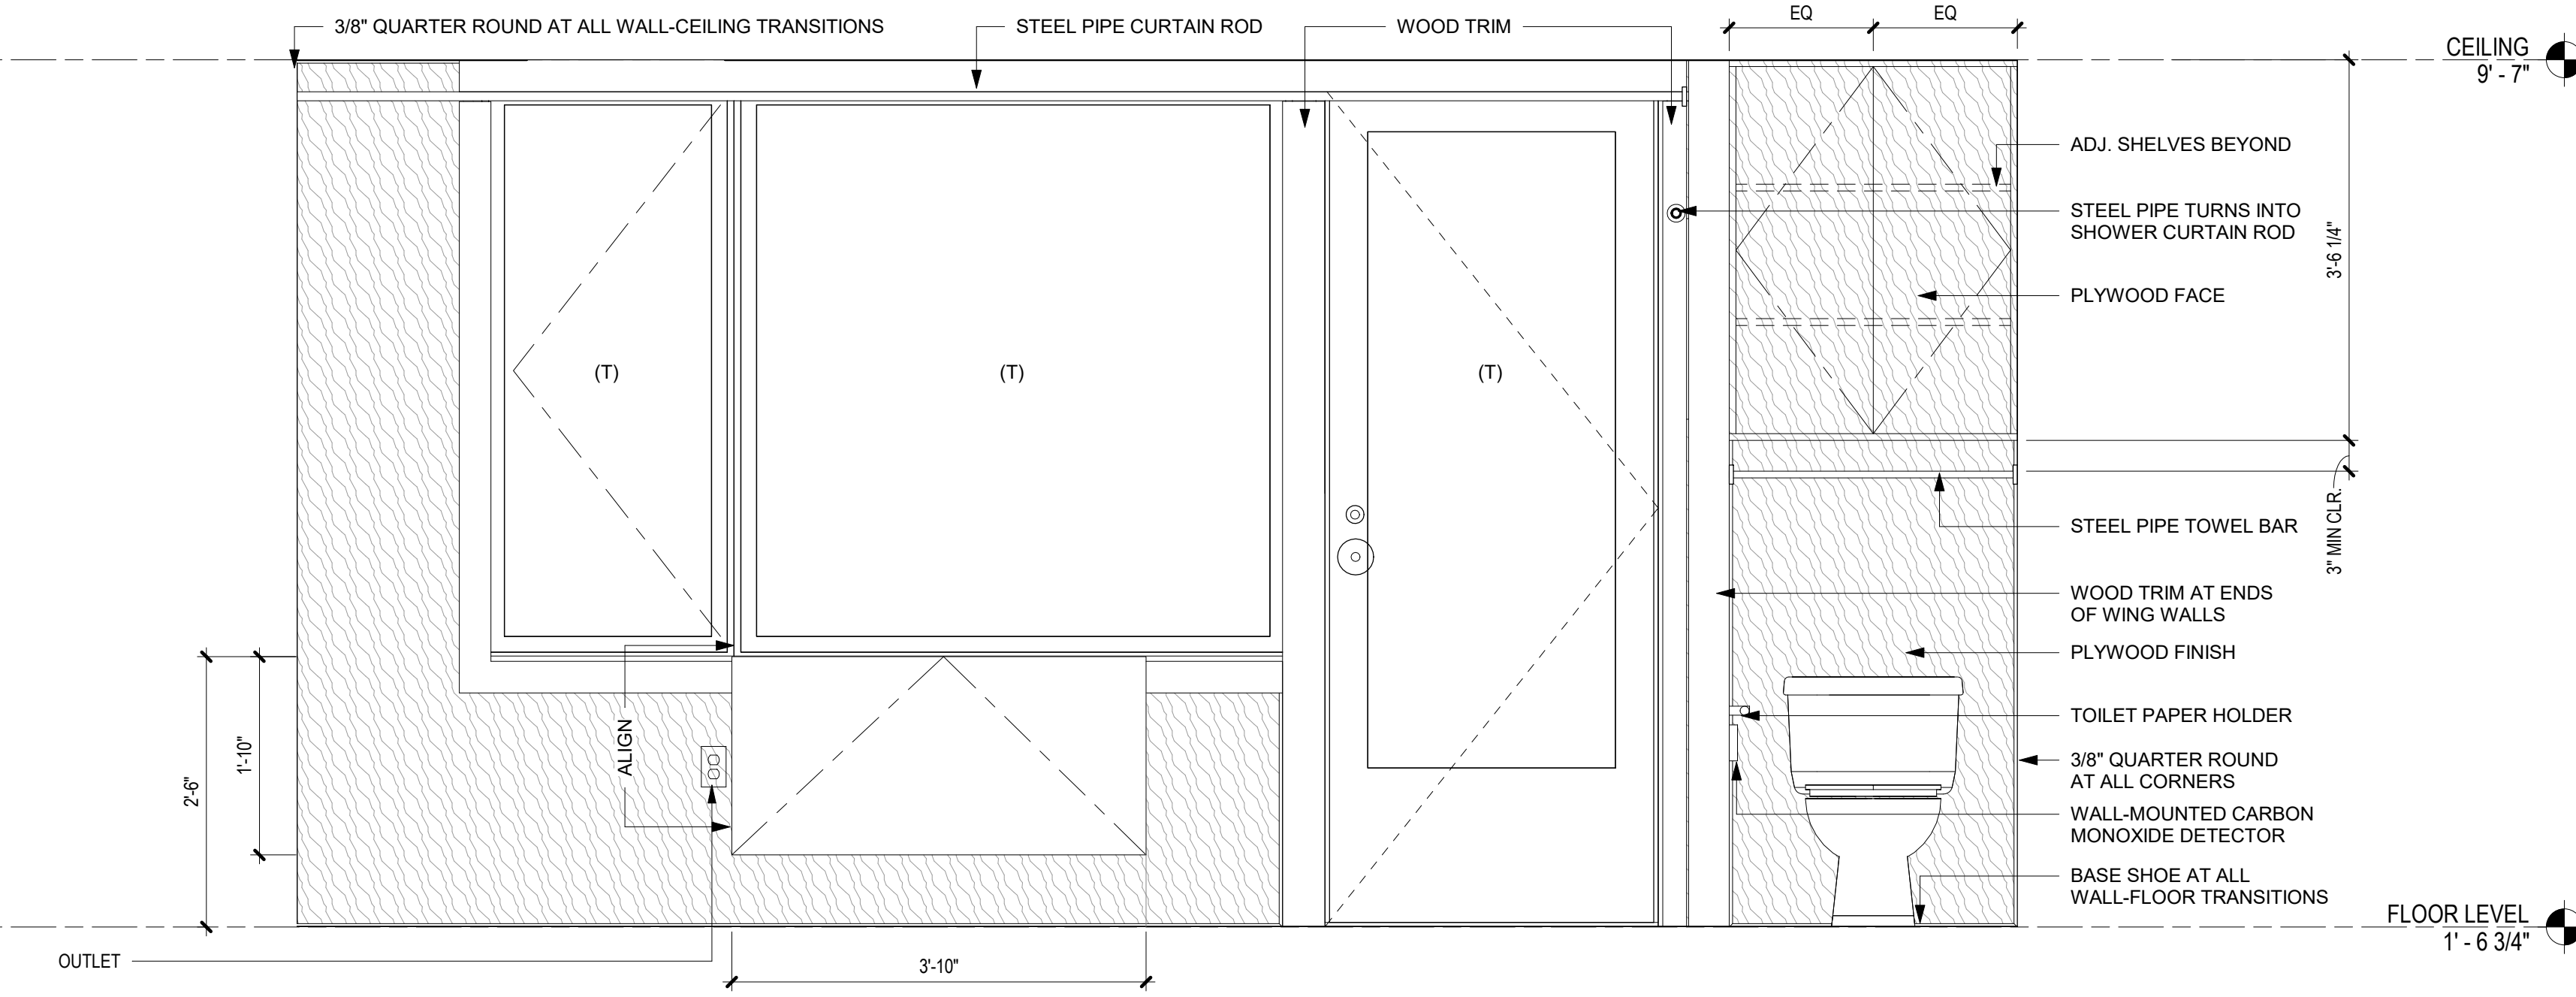 3/8" QUARTER ROUND AT ALL WALL-CEILING TRANSITIONS
STEEL PIPE CURTAIN ROD
WOOD TRIM
EQ
EQ
CEILING
9' - 7"
ADJ. SHELVES BEYOND
STEEL PIPE TURNS INTO
SHOWER CURTAIN ROD
3'-6 1/4"
PLYWOOD FACE
(T)
(T)
(T)
STEEL PIPE TOWEL BAR
3" MIN CLR.
WOOD TRIM AT ENDS
OF WING WALLS
PLYWOOD FINISH
TOILET PAPER HOLDER
ALIGN
1'-10"
2'-6"
3/8" QUARTER ROUND
AT ALL CORNERS
WALL-MOUNTED CARBON
MONOXIDE DETECTOR
BASE SHOE AT ALL
WALL-FLOOR TRANSITIONS
FLOOR LEVEL
1' - 6 3/4"
OUTLET
3'-10"